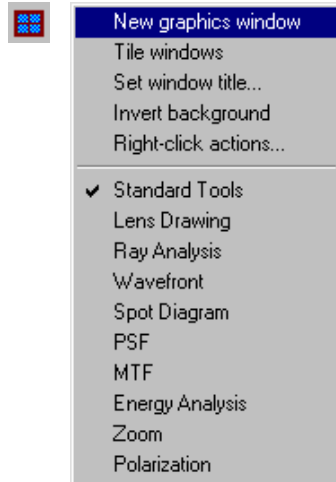 New graphics window
Tile windows
Set window title...
Invert background
Right-click actions...
Standard Tools
Lens Drawing
Ray Analysis
Wavefront
Spot Diagram
PSF
MTF
Energy Analysis
Zoom
Polarization